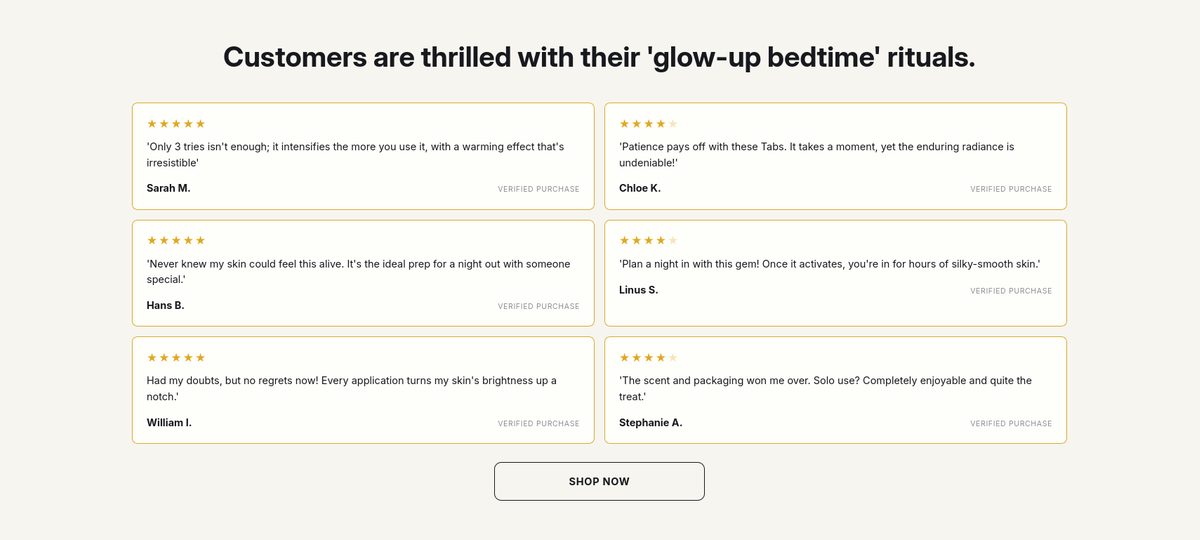 Customers are thrilled with their 'glow-up bedtime' rituals.
★★★★★
'Only 3 tries isn't enough; it intensifies the more you use it, with a warming effect that's
irresistible'
Sarah M.
VERIFIED PURCHASE
★★★★★
'Patience pays off with these Tabs. It takes a moment, yet the enduring radiance is
undeniable!'
Chloe K.
VERIFIED PURCHASE
★★★★★
'Never knew my skin could feel this alive. It's the ideal prep for a night out with someone
special.'
Hans B.
VERIFIED PURCHASE
★★★★★
'Plan a night in with this gem! Once it activates, you're in for hours of silky-smooth skin.'
Linus S.
VERIFIED PURCHASE
★★★★★
Had my doubts, but no regrets now! Every application turns my skin's brightness up a
notch.'
William I.
VERIFIED PURCHASE
★★★★★
'The scent and packaging won me over. Solo use? Completely enjoyable and quite the
treat.'
Stephanie A.
VERIFIED PURCHASE
SHOP NOW